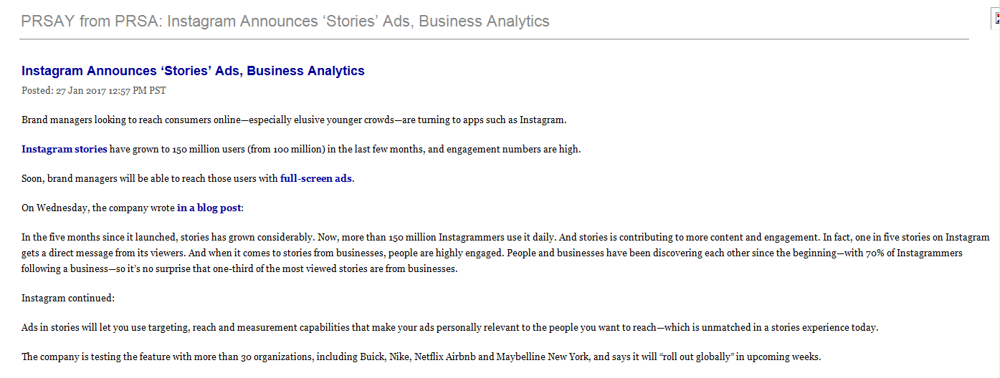 PRSAY from PRSA: Instagram Announces ‘Stories’ Ads, Business Analytics
Instagram Announces ‘Stories’ Ads, Business Analytics
Posted: 27 Jan 2017 12:57 PM PST
Brand managers looking to reach consumers online—especially elusive younger crowds—are turning to apps such as Instagram.
Instagram stories have grown to 150 million users (from 100 million) in the last few months, and engagement numbers are high.
Soon, brand managers will be able to reach those users with full-screen ads.
On Wednesday, the company wrote in a blog post:
In the five months since it launched, stories has grown considerably. Now, more than 150 million Instagrammers use it daily. And stories is contributing to more content and engagement. In fact, one in five stories on Instagram
gets a direct message from its viewers. And when it comes to stories from businesses, people are highly engaged. People and businesses have been discovering each other since the beginning—with 70% of Instagrammers
following a business—so it’s no surprise that one-third of the most viewed stories are from businesses.
Instagram continued:
Ads in stories will let you use targeting, reach and measurement capabilities that make your ads personally relevant to the people you want to reach—which is unmatched in a stories experience today.
The company is testing the feature with more than 30 organizations, including Buick, Nike, Netflix Airbnb and Maybelline New York, and says it will “roll out globally” in upcoming weeks.